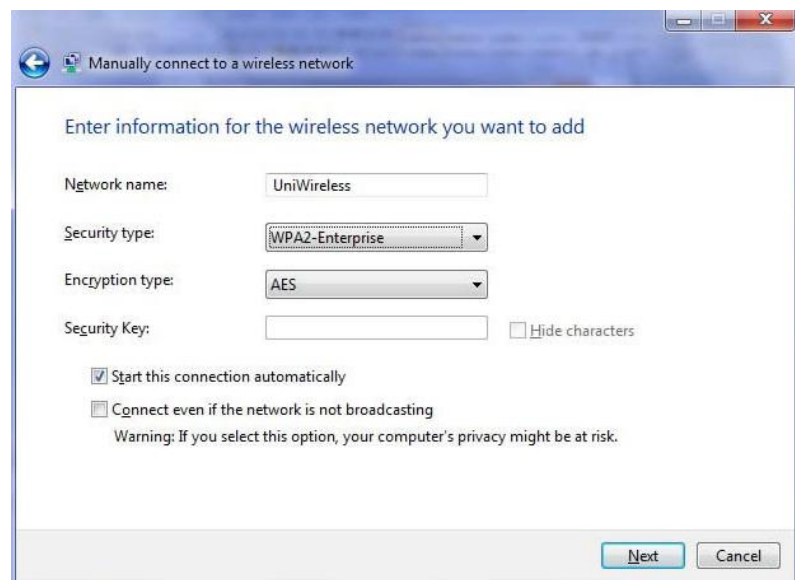 Manually connect to a wireless network
Enter information for the wireless network you want to add
Network name: UniWireless
Security type: WPA2-Enterprise
Encryption type: AES
Security Key: Hide characters
Start this connection automatically
Connect even if the network is not broadcasting
Warning: If you select this option, your computer's privacy might be at risk.
Next Cancel